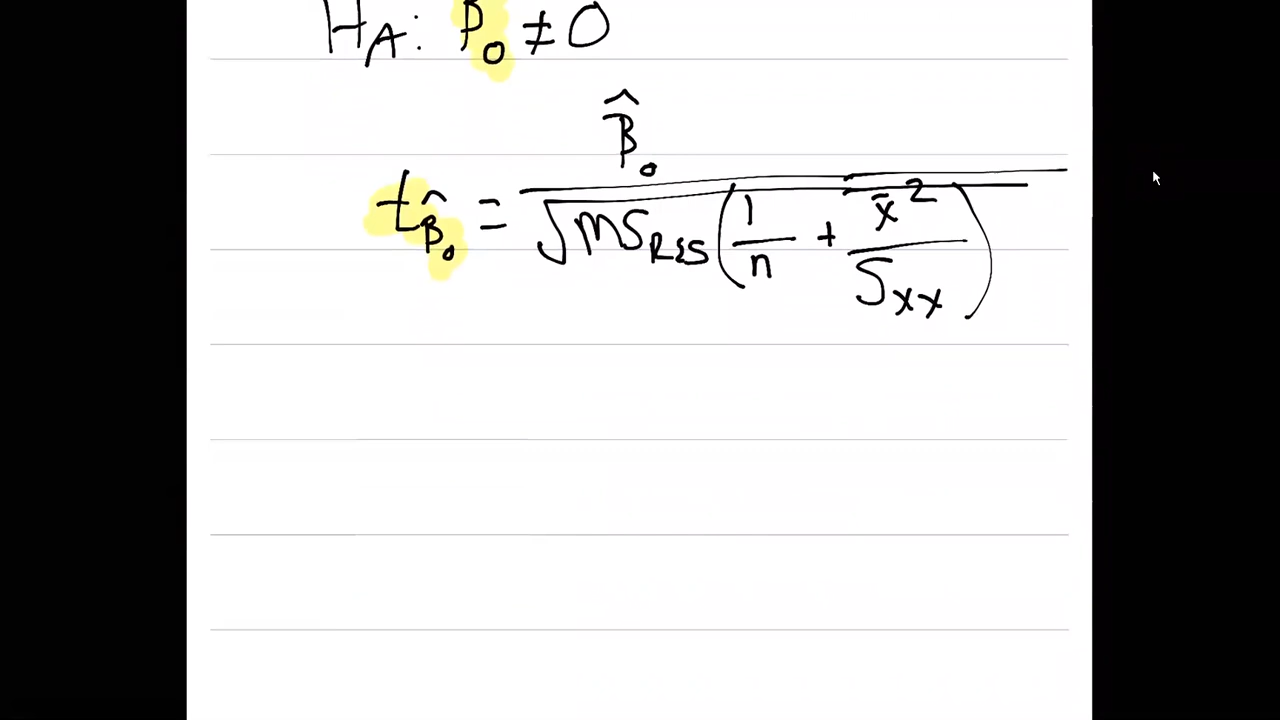 H_A: β_0 ≠ 0
t_β̂_0 = β̂_0 / √MS_RES (1/n + x̄^2/S_xx)